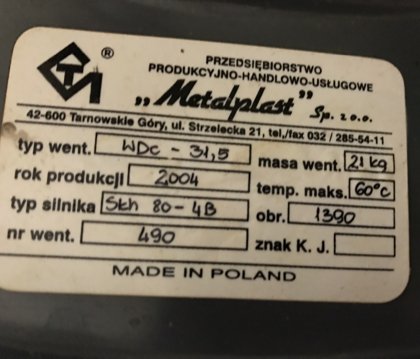 ®
PRZEDSIĘBIORSTWO
PRODUKCYJNO-HANDLOWO-USŁUGOWE
„Metalplast" Sp. z o.o.
42-600 Tarnowskie Góry, ul. Strzelecka 21, tel./fax 032 / 285-54-11
typ went. WDc - 31,5 masa went. 21 kg
rok produkcji 2004 temp. maks. 60°C
typ silnika Skh 80-4B obr. 1390
nr went. 490 znak K. J.
MADE IN POLAND